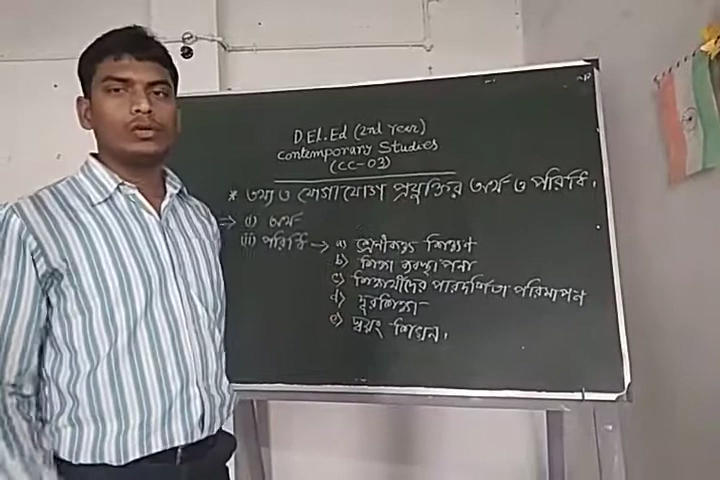 D.El.Ed (2nd Year)
Contemporary Studies
(CC-03)
* তথ্য ও যোগাযোগ প্রযুক্তির অর্থ ও পরিধি।
→ (i) অর্থ
(ii) পরিধি → a) শ্রেণীকক্ষে শিক্ষণ
b) শিক্ষা ব্যবস্থাপনা
c) শিক্ষার্থীদের পারদর্শিতা পরিমাপন
d) দূরশিক্ষা
e) স্বয়ং শিখন।